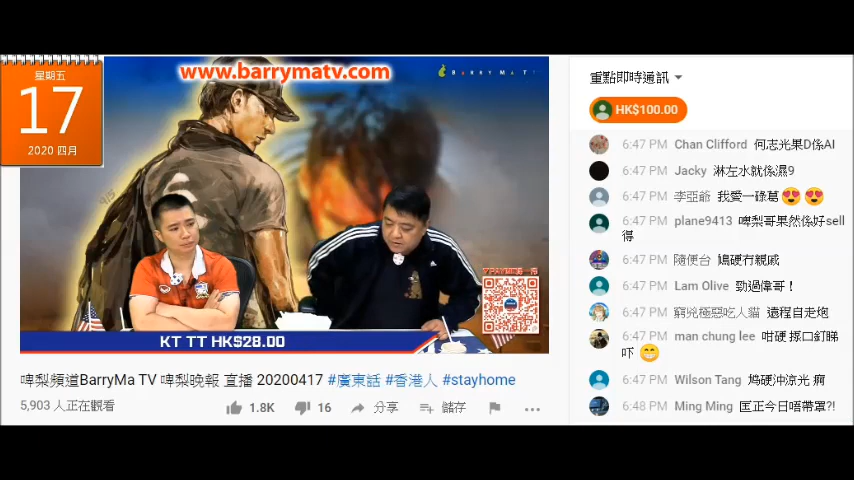 星期五
17
2020 四月
www.barrymatv.com
BARRYMA TV
KT TT HK$28.00
啤梨頻道BarryMa TV 啤梨晚報 直播 20200417 #廣東話 #香港人 #stayhome
5,903 人正在觀看
1.8K
16
分享
儲存
重點即時通訊
HK$100.00
6:47 PM Chan Clifford 何志光果D係AI
6:47 PM Jacky 淋左水就係濕9
6:47 PM 李亞爺 我愛一碌葛😍😍
6:47 PM plane9413 啤梨哥果然係好sell
得
6:47 PM 隨便台 鳩硬冇親戚
6:47 PM Lam Olive 勁過偉哥！
6:47 PM 窮兇極惡吃人貓 遠程自走炮
6:47 PM man chung lee 咁硬 揼口釘睇
吓 😁
6:47 PM Wilson Tang 鳩硬沖涼光 痾
6:48 PM Ming Ming 匡正今日唔帶罩?!